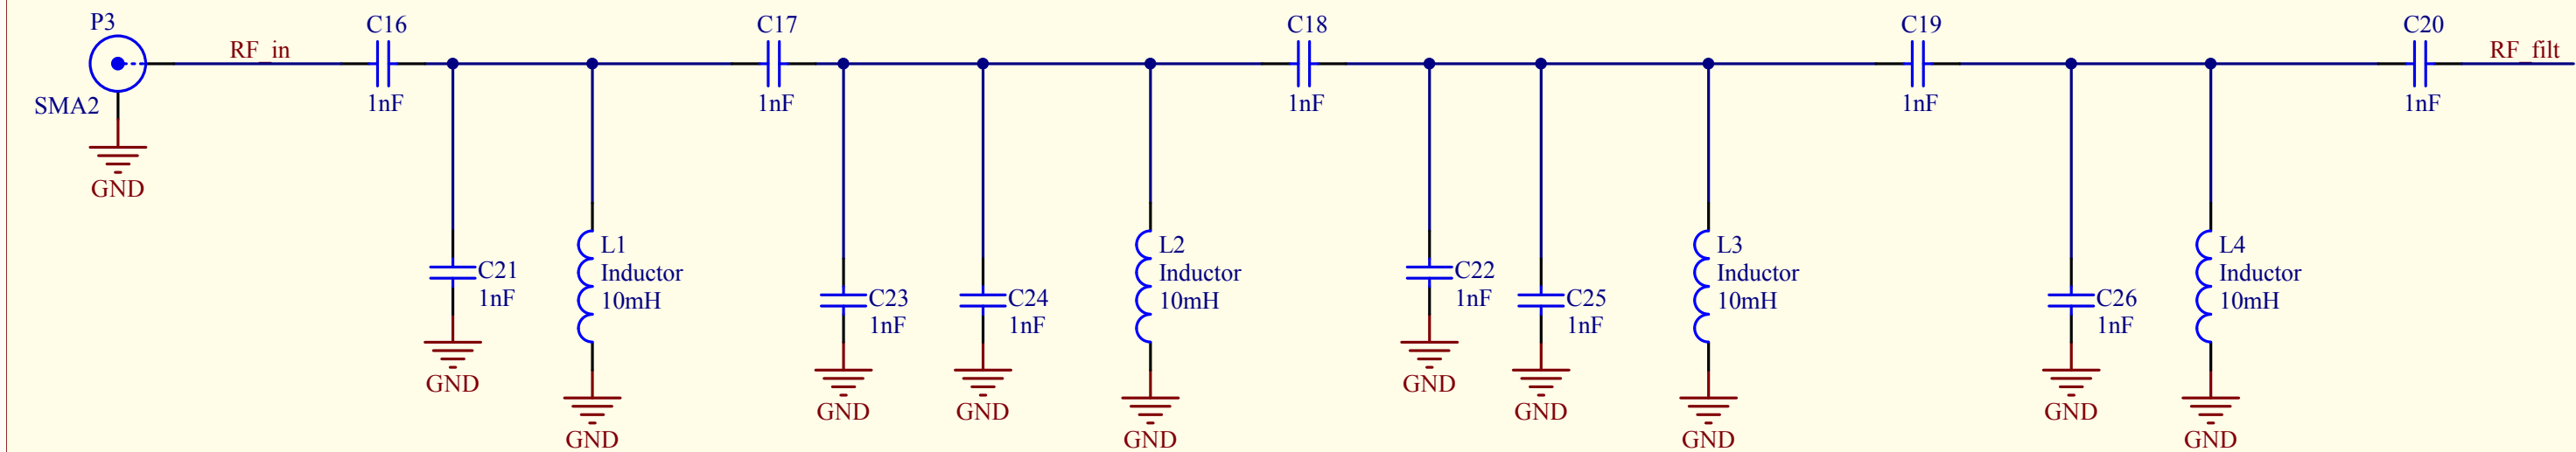 P3
C16
C17
C18
C19
C20
RF_in
RF_filt
SMA2
1nF
1nF
1nF
1nF
1nF
GND
C21
1nF
L1
Inductor
10mH
C23
1nF
C24
1nF
L2
Inductor
10mH
C22
1nF
C25
1nF
L3
Inductor
10mH
C26
1nF
L4
Inductor
10mH
GND
GND
GND
GND
GND
GND
GND
GND
GND
GND